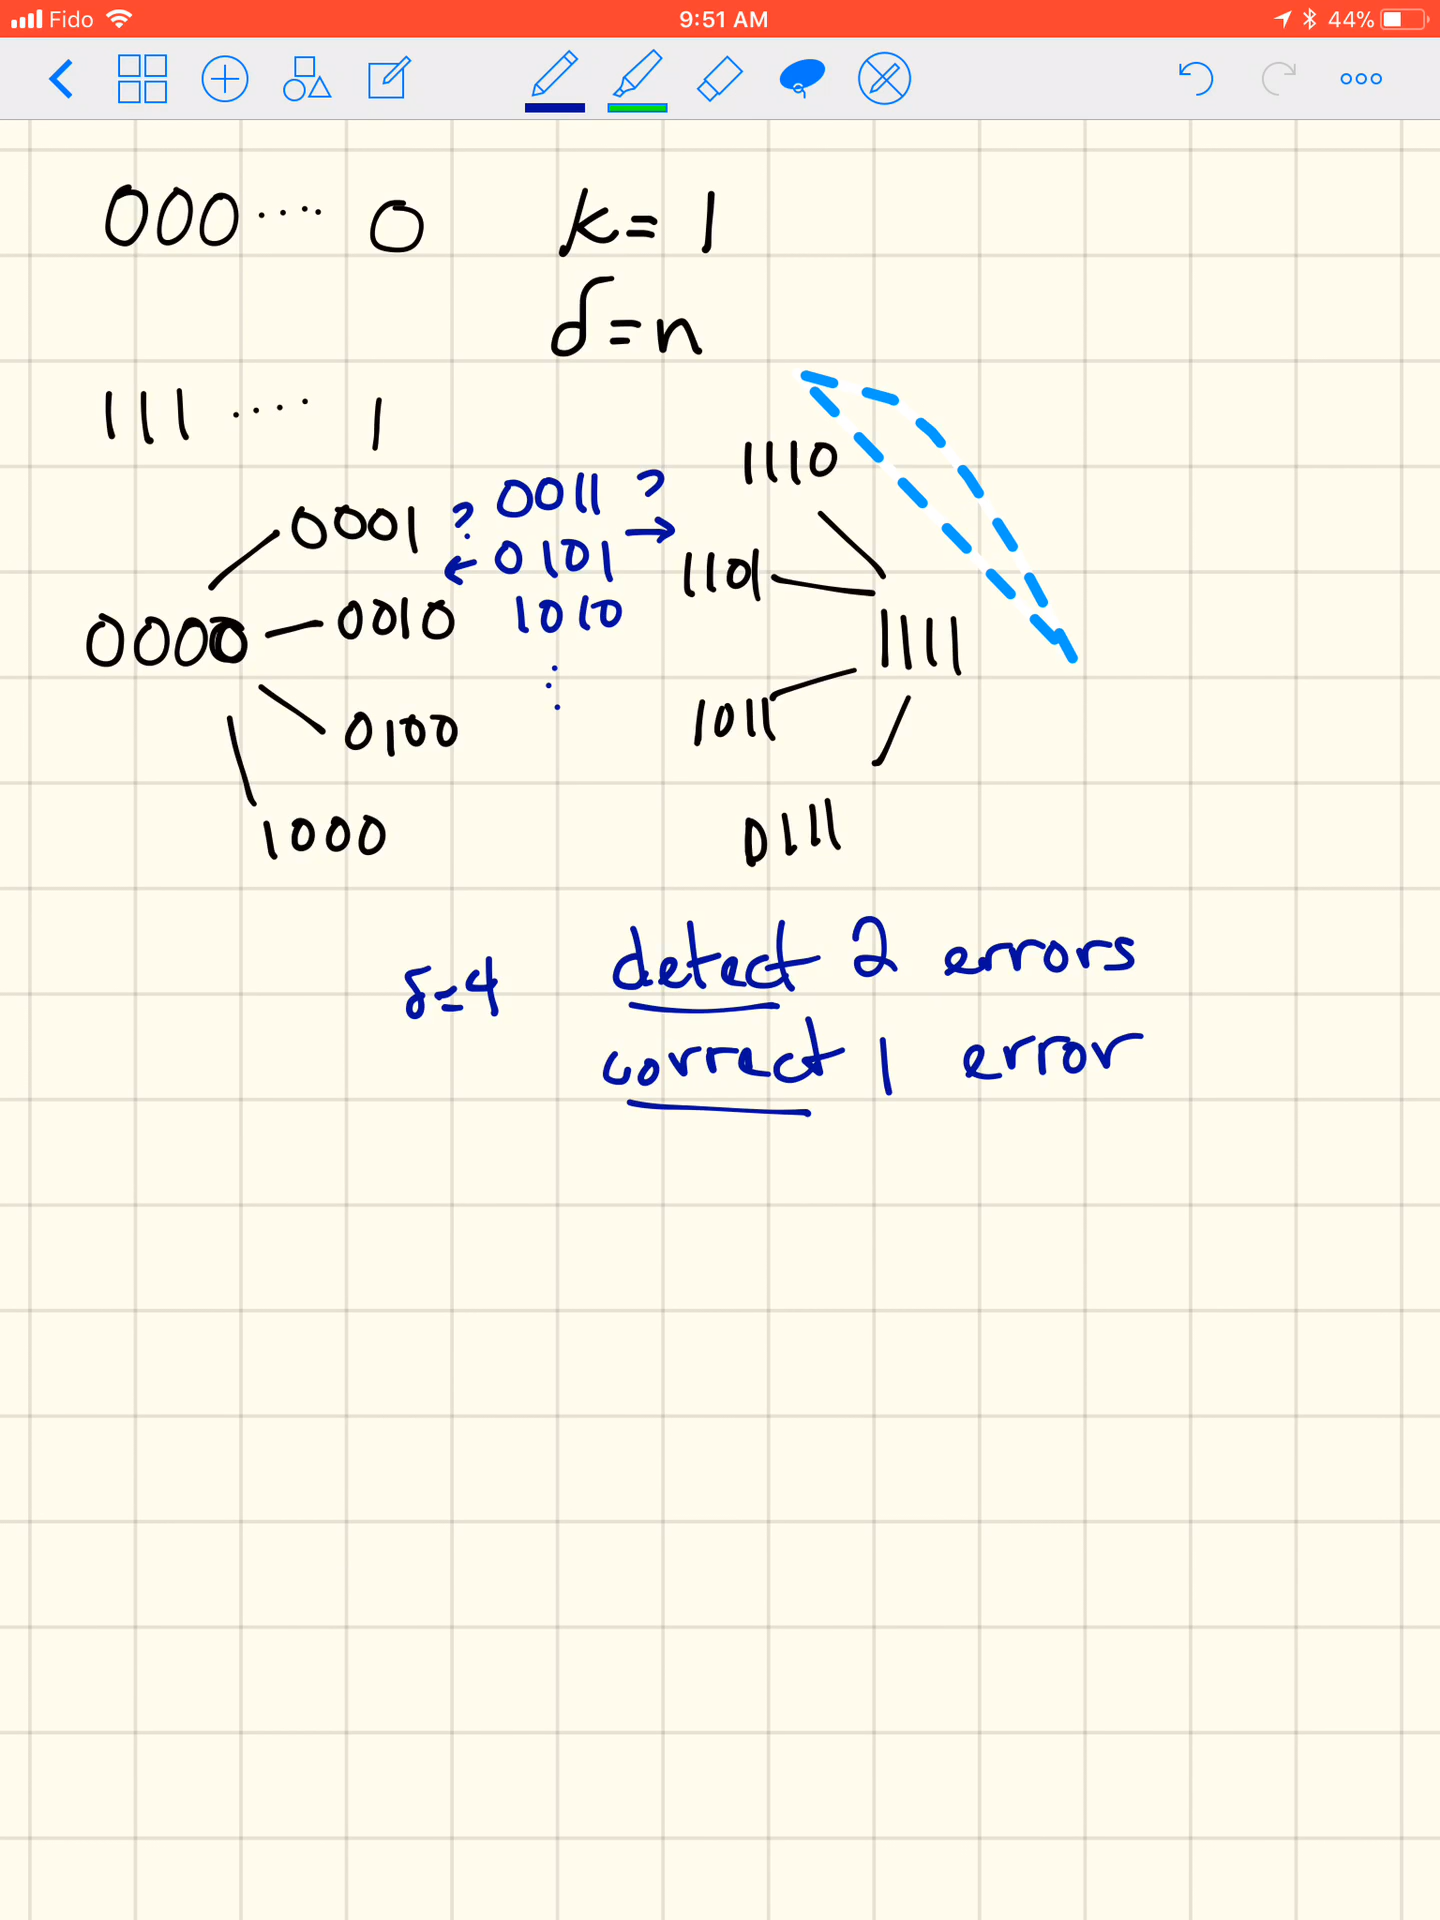 Fido 9:51 AM 44%
000 .... 0 k = 1
δ = n
111 .... 1
1110
0011 ?
0001 ? → 
← 0101 1101
0010 1010
0000 1111
⋮
0100 1011
1000 0111
δ=4 detect 2 errors
correct 1 error